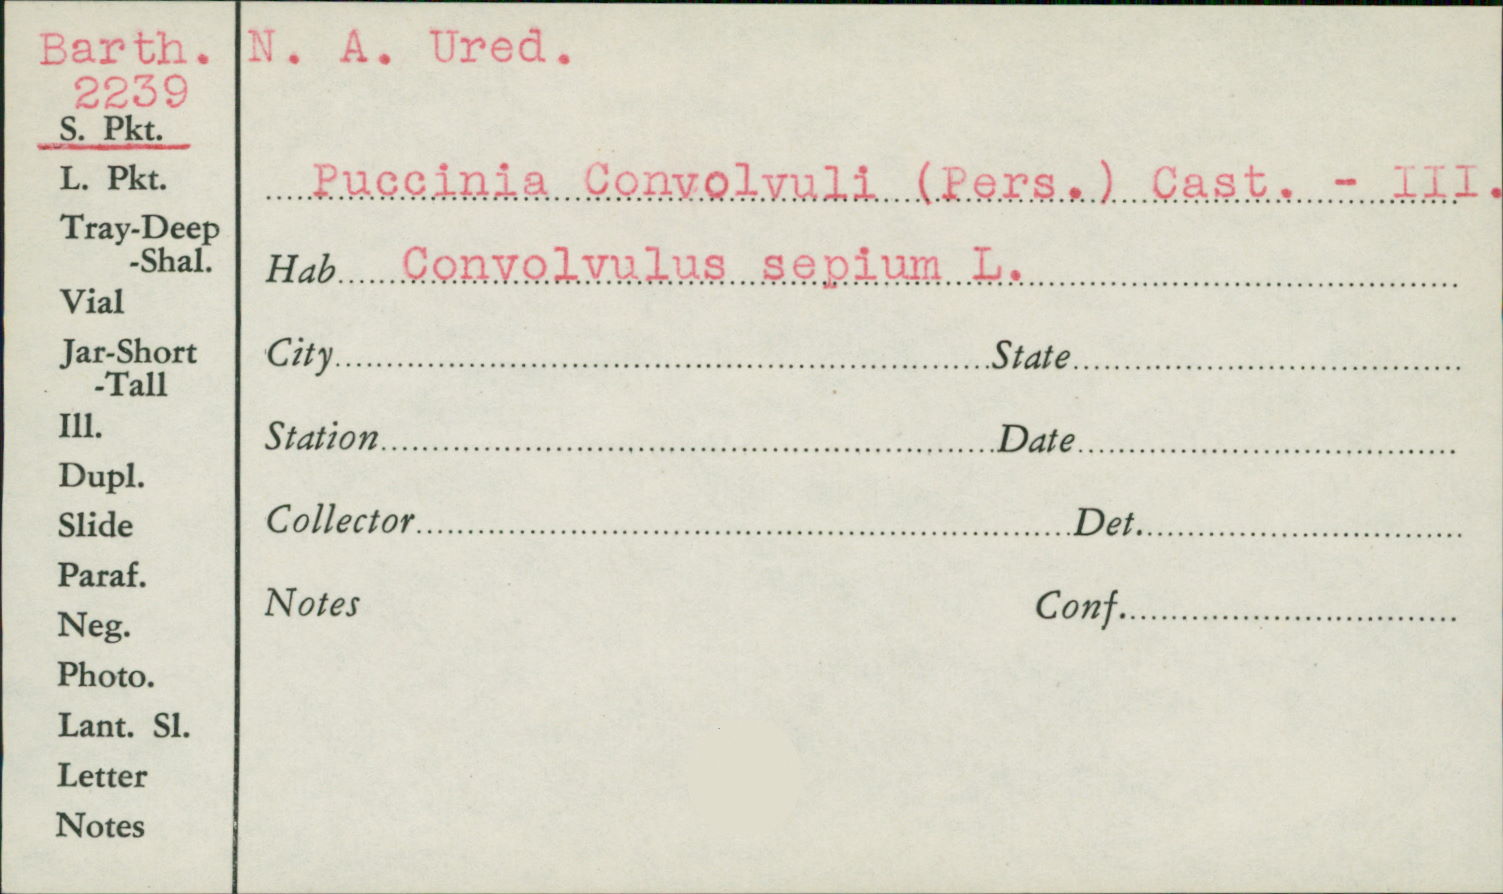 Barth.
2239
S. Pkt.
L. Pkt.
Tray-Deep
-Shal.
Vial
Jar-Short
-Tall
Ill.
Dupl.
Slide
Paraf.
Neg.
Photo.
Lant. Sl.
Letter
Notes
N. A. Ured.
Puccinia Convolvuli (Pers.) Cast. - III.
Hab Convolvulus sepium L.
City State
Station Date
Collector Det.
Notes Conf.